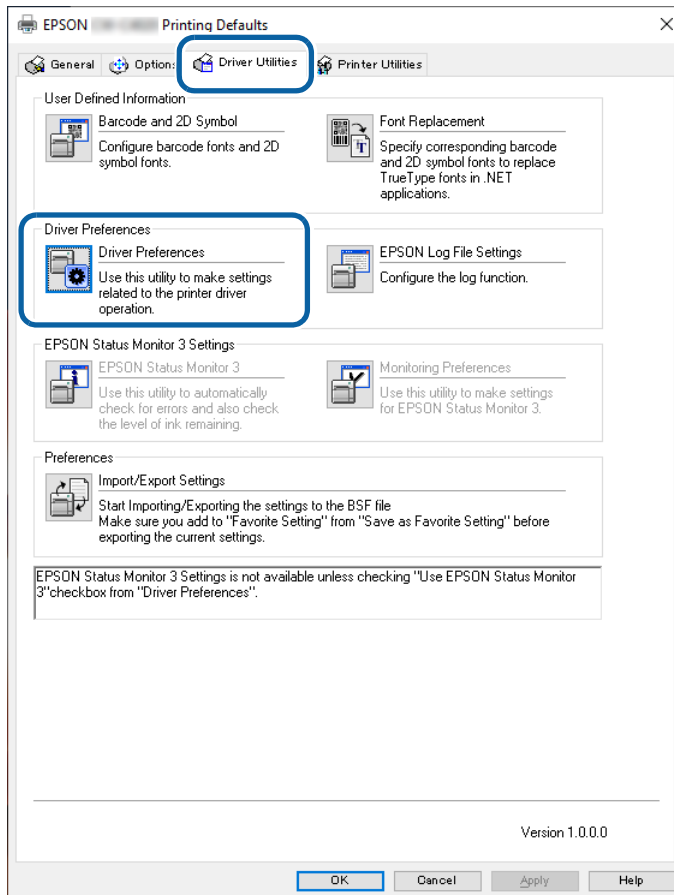 EPSON Printing Defaults
General Option: Driver Utilities Printer Utilities
User Defined Information
Barcode and 2D Symbol
Configure barcode fonts and 2D
symbol fonts.
Font Replacement
Specify corresponding barcode
and 2D symbol fonts to replace
TrueType fonts in .NET
applications.
Driver Preferences
Driver Preferences
Use this utility to make settings
related to the printer driver
operation.
EPSON Log File Settings
Configure the log function.
EPSON Status Monitor 3 Settings
EPSON Status Monitor 3
Use this utility to automatically
check for errors and also check
the level of ink remaining.
Monitoring Preferences
Use this utility to make settings
for EPSON Status Monitor 3.
Preferences
Import/Export Settings
Start Importing/Exporting the settings to the BSF file
Make sure you add to "Favorite Setting" from "Save as Favorite Setting" before
exporting the current settings.
EPSON Status Monitor 3 Settings is not available unless checking "Use EPSON Status Monitor
3"checkbox from "Driver Preferences".
Version 1.0.0.0
OK Cancel Apply Help